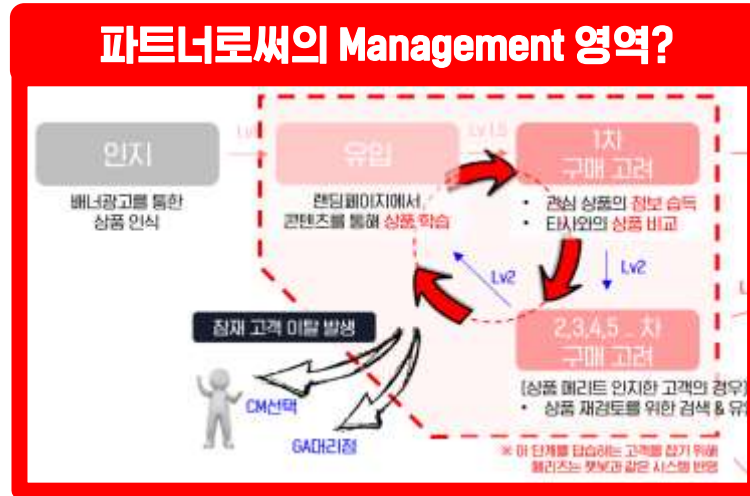 파트너로써의 Management 영역?
인지
배너광고를 통한
상품 인식
유입
랜딩페이지에서,
콘텐츠를 통해 상품 학습
Lv1.5
1차
구매 고려
• 관심 상품의 정보 습득
• 타사와의 상품 비교
Lv2
Lv2
2,3,4,5 .. 차
구매 고려
(상품 메리트 인지한 고객의 경우)
• 상품 재검토를 위한 검색 & 유
잠재 고객 이탈 발생
CM선택
GA대리점
※ 이 단계를 답습하는 고객을 잡기 위해
챗봇과 같은 시스템 반영